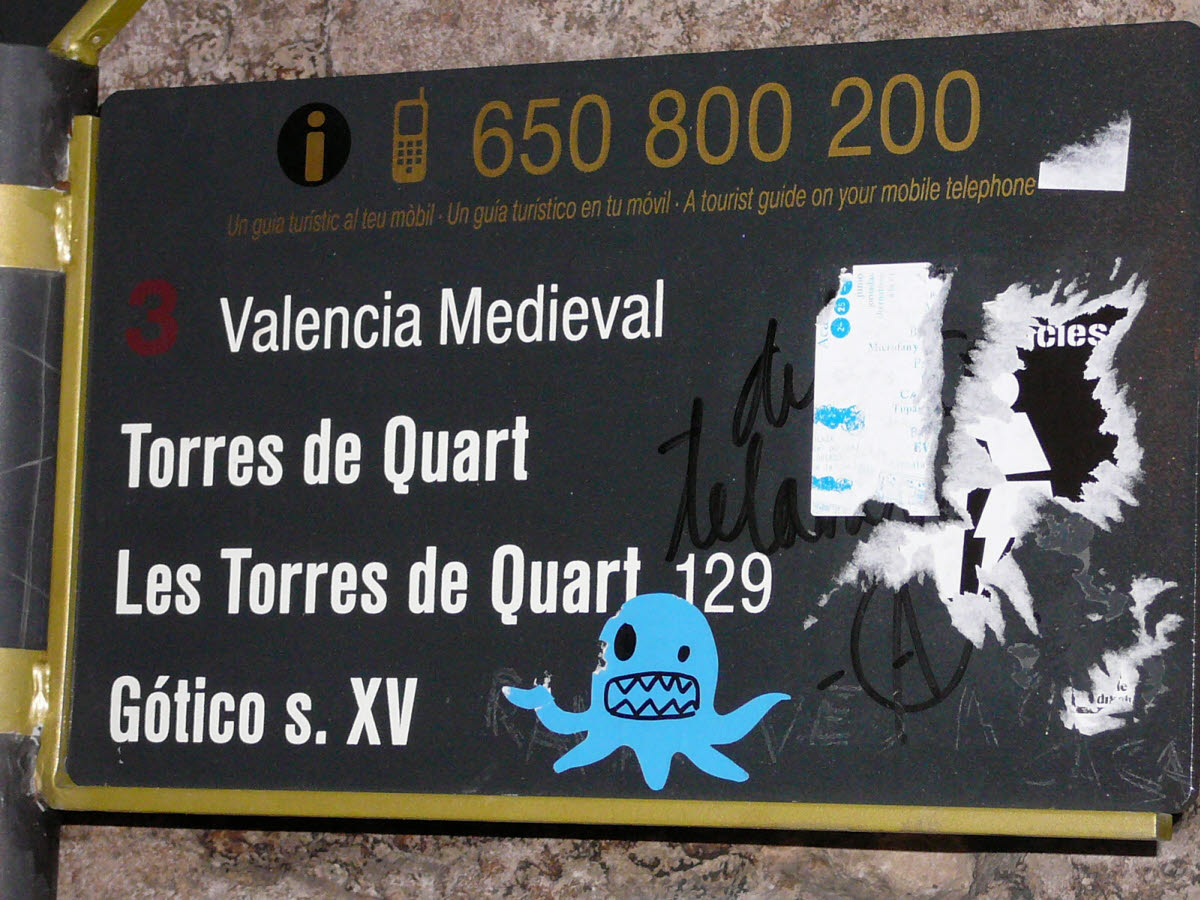 i 650 800 200
Un guia turístic al teu mòbil · Un guía turístico en tu móvil · A tourist guide on your mobile telephone
3 Valencia Medieval
Torres de Quart
Les Torres de Quart 129
Gótico s. XV
de
A